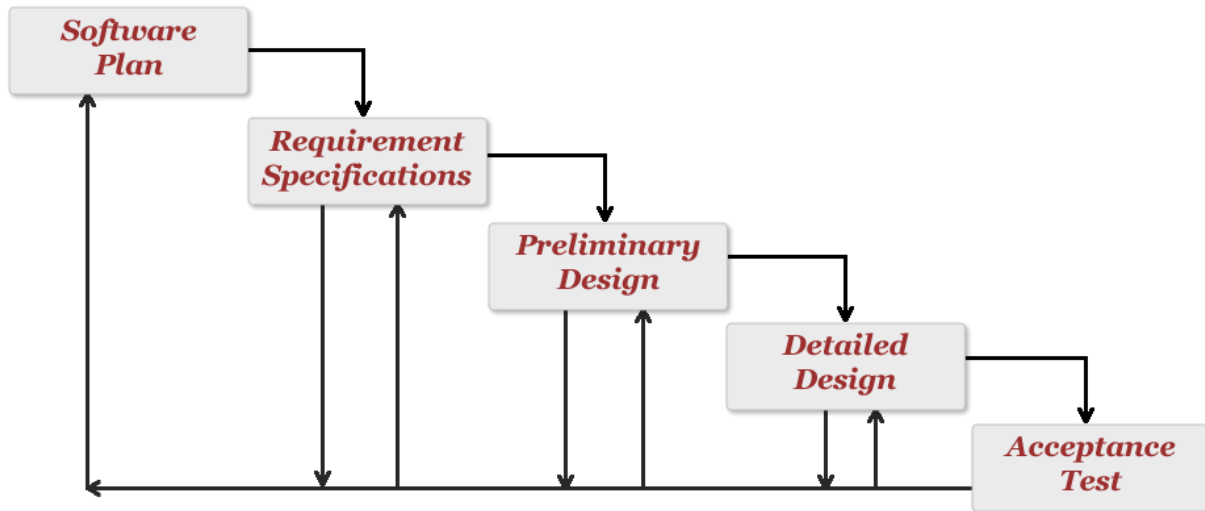 Software
Plan
Requirement
Specifications
Preliminary
Design
Detailed
Design
Acceptance
Test